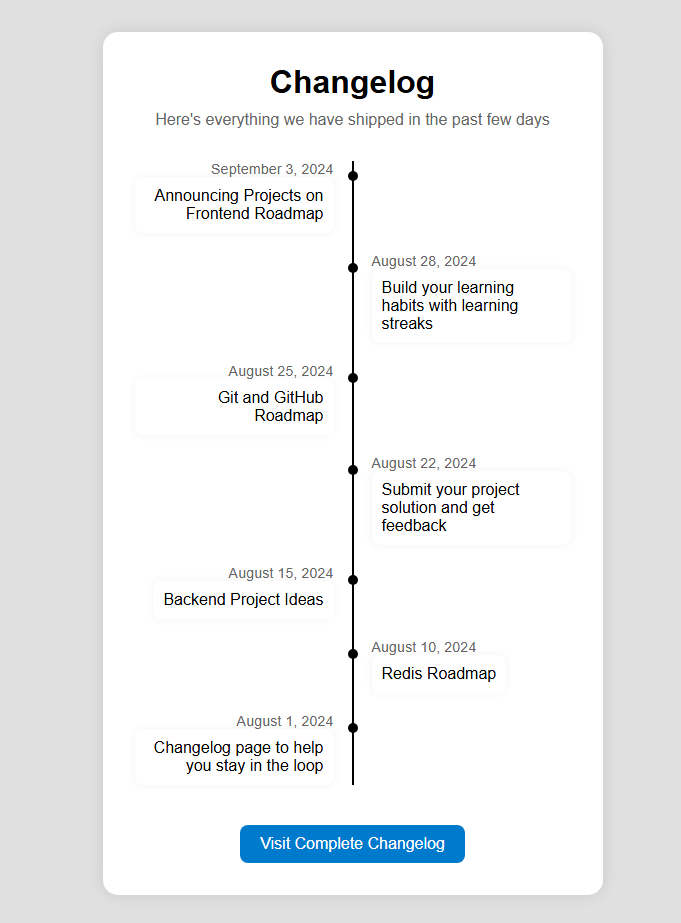 Changelog
Here's everything we have shipped in the past few days
September 3, 2024
Announcing Projects on
Frontend Roadmap
August 28, 2024
Build your learning
habits with learning
streaks
August 25, 2024
Git and GitHub
Roadmap
August 22, 2024
Submit your project
solution and get
feedback
August 15, 2024
Backend Project Ideas
August 10, 2024
Redis Roadmap
August 1, 2024
Changelog page to help
you stay in the loop
Visit Complete Changelog